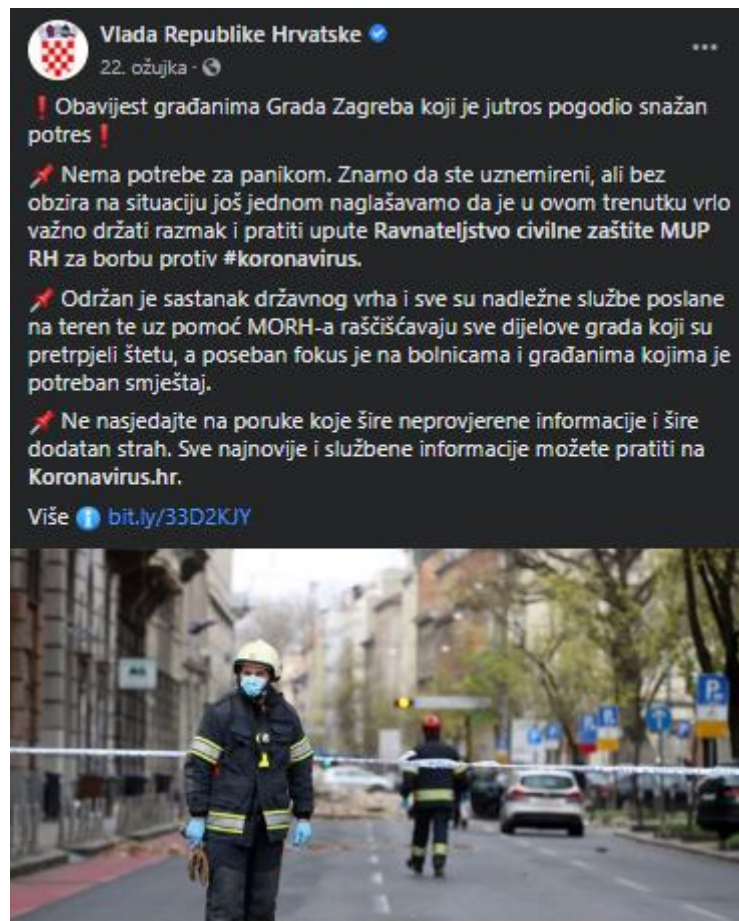 Vlada Republike Hrvatske
22. ožujka ·
❗Obavijest građanima Grada Zagreba koji je jutros pogodio snažan
potres❗
📌 Nema potrebe za panikom. Znamo da ste uznemireni, ali bez
obzira na situaciju još jednom naglašavamo da je u ovom trenutku vrlo
važno držati razmak i pratiti upute Ravnateljstvo civilne zaštite MUP
RH za borbu protiv #koronavirus.
📌 Održan je sastanak državnog vrha i sve su nadležne službe poslane
na teren te uz pomoć MORH-a raščišćavaju sve dijelove grada koji su
pretrpjeli štetu, a poseban fokus je na bolnicama i građanima kojima je
potreban smještaj.
📌 Ne nasjedajte na poruke koje šire neprovjerene informacije i šire
dodatan strah. Sve najnovije i službene informacije možete pratiti na
Koronavirus.hr.
Više ℹ️ bit.ly/33D2KJY
P
P